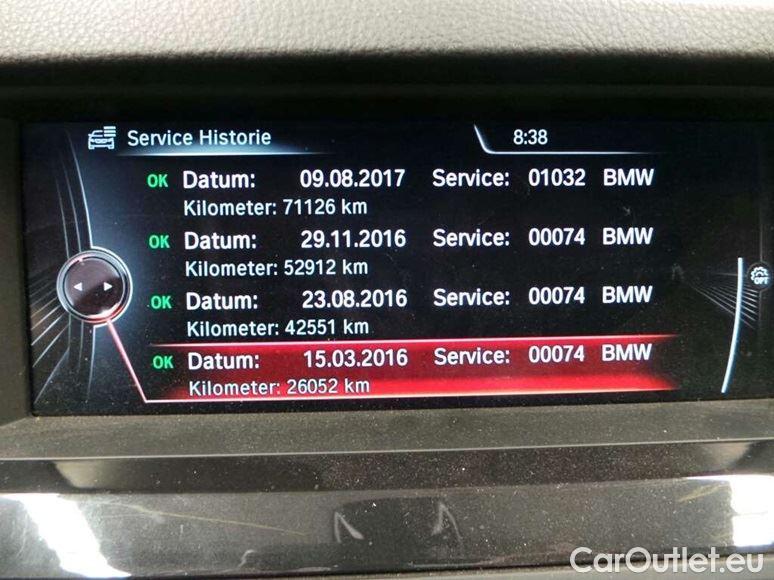 Service Historie 8:38
OK Datum: 09.08.2017 Service: 01032 BMW
Kilometer: 71126 km
OK Datum: 29.11.2016 Service: 00074 BMW
Kilometer: 52912 km
OK Datum: 23.08.2016 Service: 00074 BMW
Kilometer: 42551 km
OK Datum: 15.03.2016 Service: 00074 BMW
Kilometer: 26052 km
OPT
CarOutlet.eu